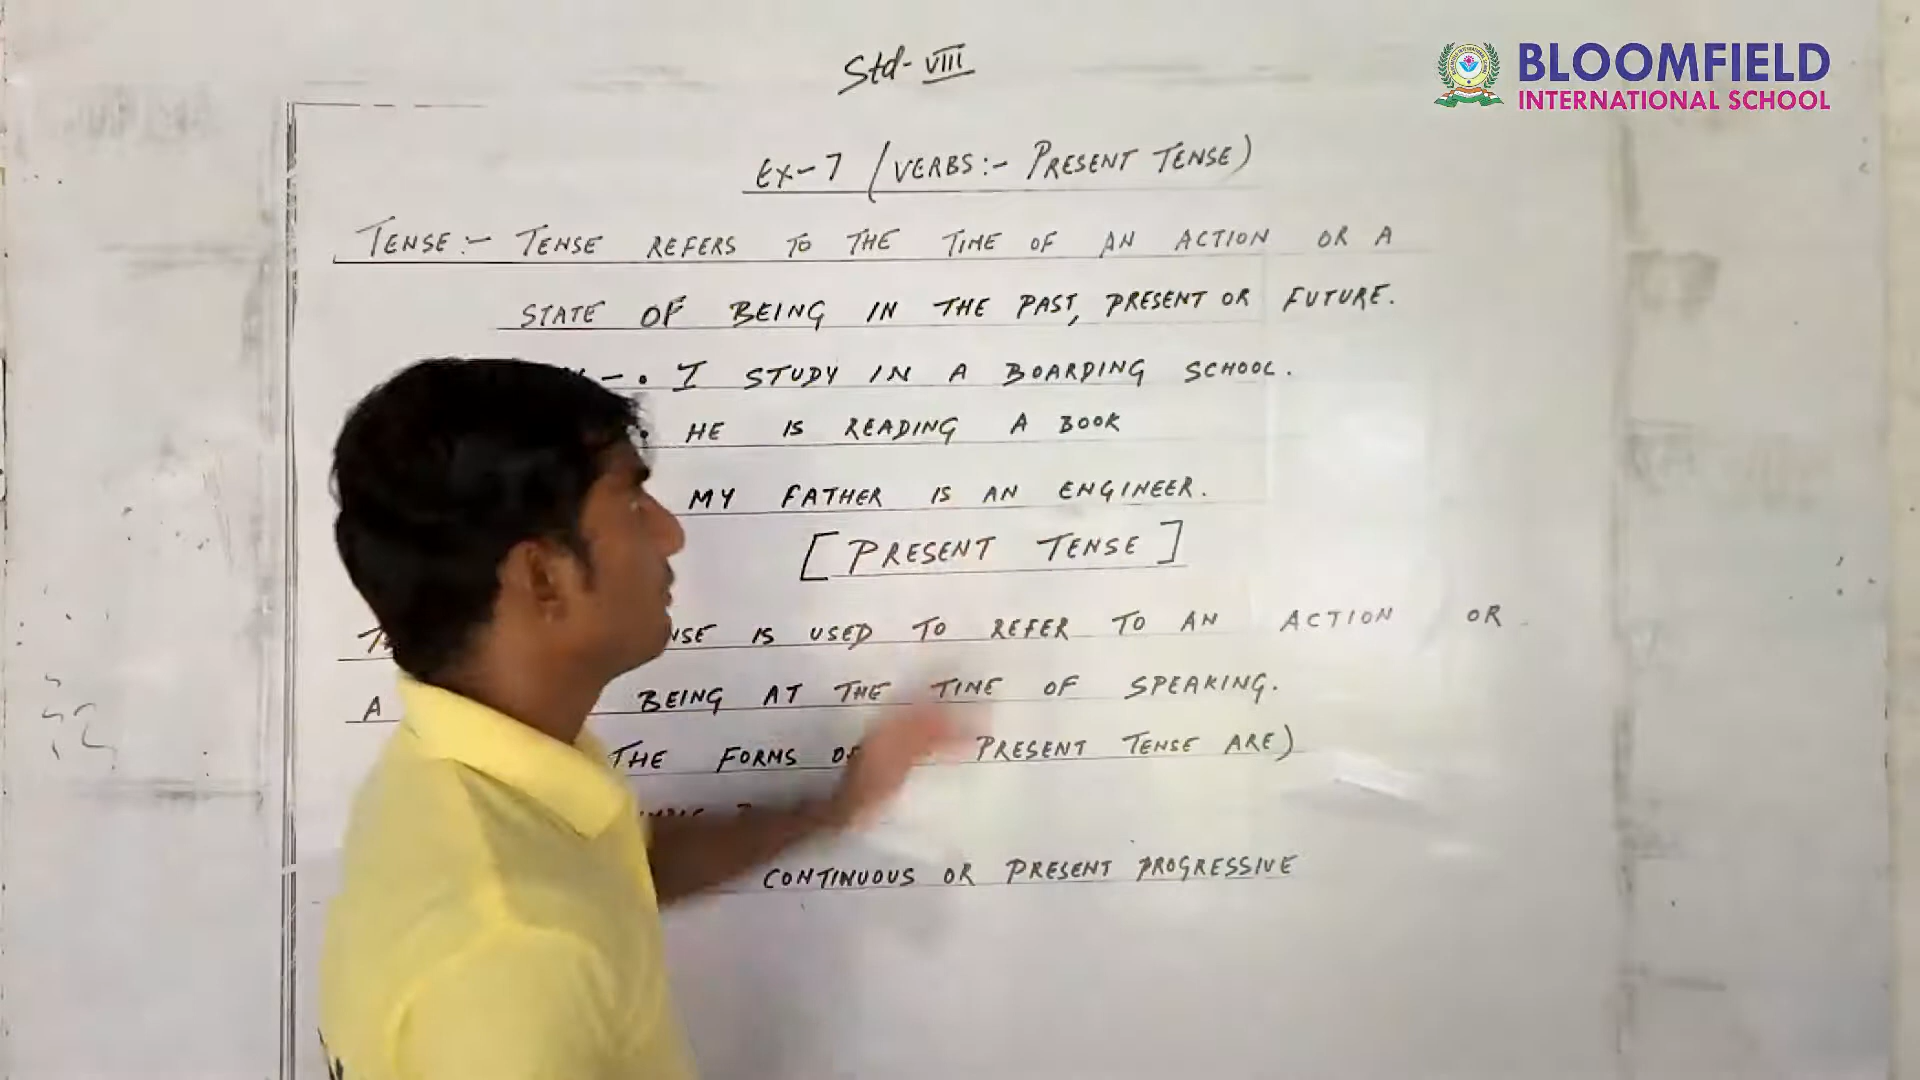 Std- VIII
BLOOMFIELD
INTERNATIONAL SCHOOL
Ex-7 (VERBS:- PRESENT TENSE)
TENSE:- TENSE REFERS TO THE TIME OF AN ACTION OR A
STATE OF BEING IN THE PAST, PRESENT OR FUTURE.
• I STUDY IN A BOARDING SCHOOL.
• HE IS READING A BOOK
MY FATHER IS AN ENGINEER.
[PRESENT TENSE]
IS USED TO REFER TO AN ACTION OR
A BEING AT THE TIME OF SPEAKING.
THE FORMS PRESENT TENSE ARE)
CONTINUOUS OR PRESENT PROGRESSIVE